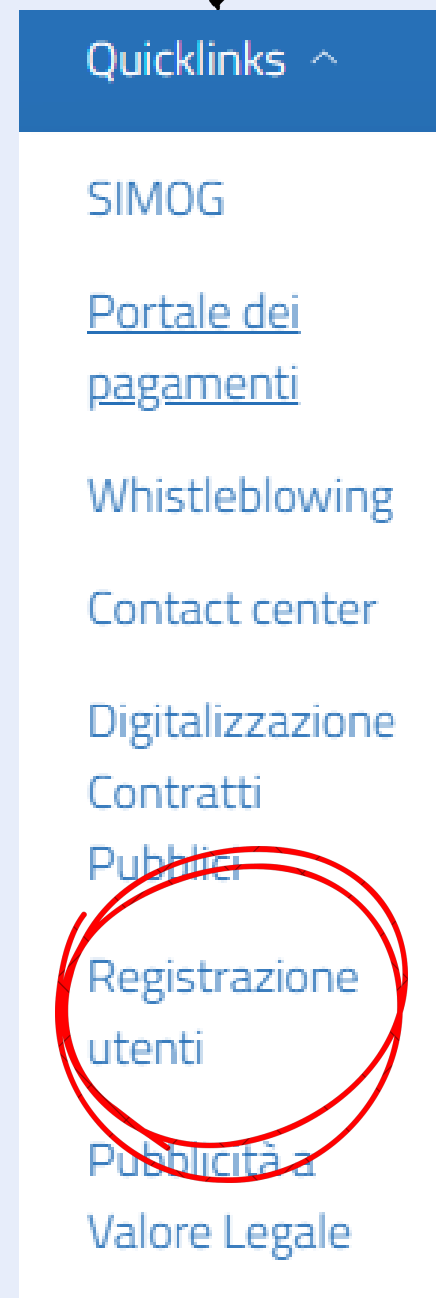 Quicklinks
SIMOG
Portale dei
pagamenti
Whistleblowing
Contact center
Digitalizzazione
Contratti
Pubblici
Registrazione
utenti
Pubblicità a
Valore Legale